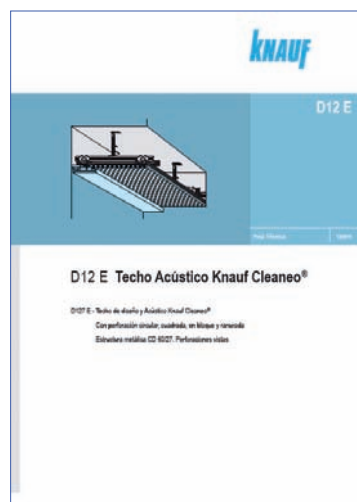 KNAUF
D12 E
D12 E Techo Acústico Knauf Cleaneo®
D127 E - Techo de diseño y Acústico Knauf Cleaneo®
Con perforación circular, cuadrada, en bloque y ranurada
Estructura metálica CD 60/27. Perforaciones vistas